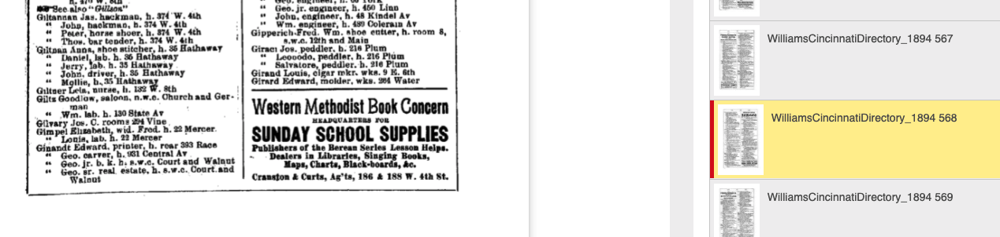 h. 470 W. 8th
See also "Gillson"
Giltannan Jas. hackman, h. 374 W. 4th
" John, hackman, h. 374 W. 4th
" Peter, horse shoer, h. 374 W. 4th
" Thos. bar tender, h. 374 W. 4th
Giltnan Anna, shoe stitcher, h. 35 Hathaway
" Daniel, lab. h. 35 Hathaway
" Jerry, lab. h. 35 Hathaway
" John, driver, h. 35 Hathaway
" Mollie, h. 35 Hathaway
Giltner Lela, nurse, h. 132 W. 8th
Gilts Goodlow, saloon, n.w.c. Church and Ger-
man
" Wm. lab. h. 130 State Av
Gilvary Jos. C. rooms 294 Vine
Gimpel Elizabeth, wid. Fred. h. 22 Mercer
" Louis, lab. h. 22 Mercer
Ginandt Edward, printer, h. rear 393 Race
" Geo. carver, h. 931 Central Av
" Geo. jr. b. k. h. s.w.c. Court and Walnut
" Geo. sr. real estate, h. s.w.c. Court and
Walnut
" Geo. jr. engineer, h. 450 Linn
" John, engineer, h. 48 Kindel Av
" Wm. engineer, h. 489 Colerain Av
Gipperich Fred. Wm. shoe cutter, h. room 8,
s.w.c. 12th and Main
Giraci Jos. peddler, h. 216 Plum
" Leoodo, peddler, h. 216 Plum
" Salvatore, peddler, h. 216 Plum
Girand Louis, cigar mkr. wks. 9 E. 6th
Girard Edward, molder, wks. 264 Water
Western Methodist Book Concern
HEADQUARTERS FOR
SUNDAY SCHOOL SUPPLIES
Publishers of the Berean Series Lesson Helps.
Dealers in Libraries, Singing Books,
Maps, Charts, Black-boards, &c.
Cranston & Curts, Ag'ts, 186 & 188 W. 4th St.
WilliamsCincinnatiDirectory_1894 567
WilliamsCincinnatiDirectory_1894 568
WilliamsCincinnatiDirectory_1894 569